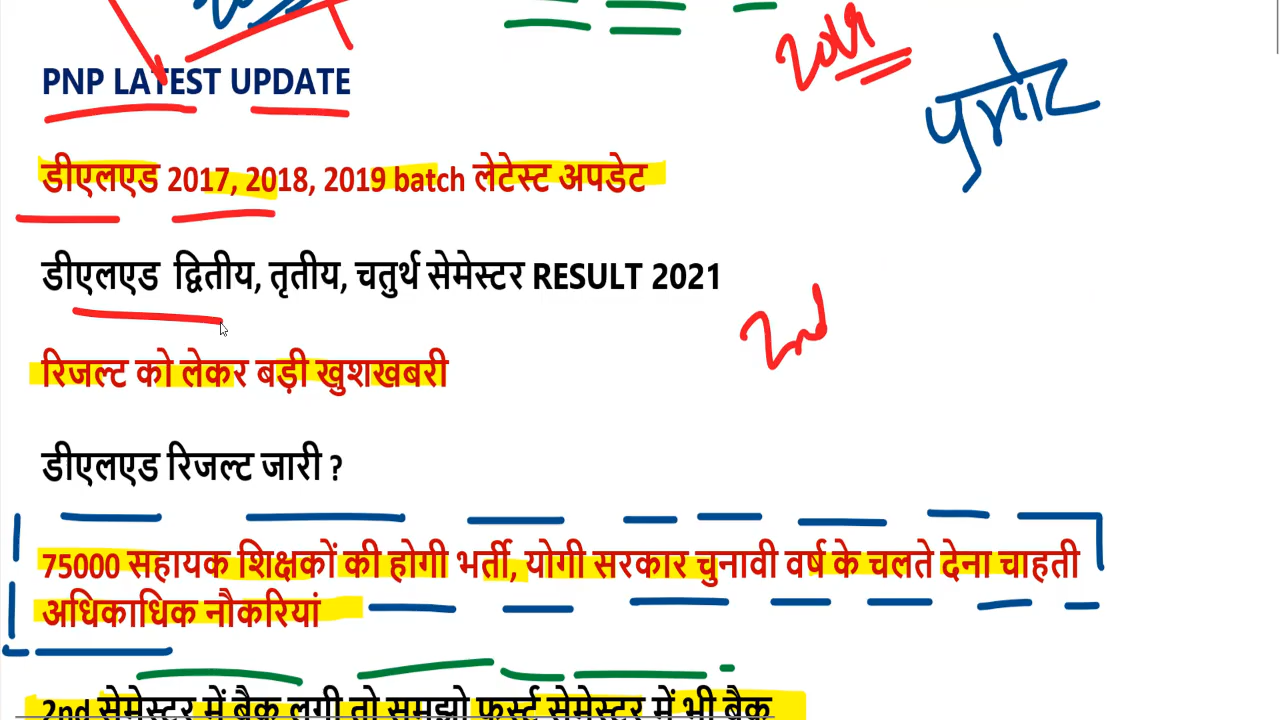 2019
PNP LATEST UPDATE
प्रमोट
डीएलएड 2017, 2018, 2019 batch लेटेस्ट अपडेट
डीएलएड द्वितीय, तृतीय, चतुर्थ सेमेस्टर RESULT 2021
2nd
रिजल्ट को लेकर बड़ी खुशखबरी
डीएलएड रिजल्ट जारी ?
75000 सहायक शिक्षकों की होगी भर्ती, योगी सरकार चुनावी वर्ष के चलते देना चाहती
अधिकाधिक नौकरियां
2nd सेमेस्टर में बैक लगी तो समझो फर्स्ट सेमेस्टर में भी बैक